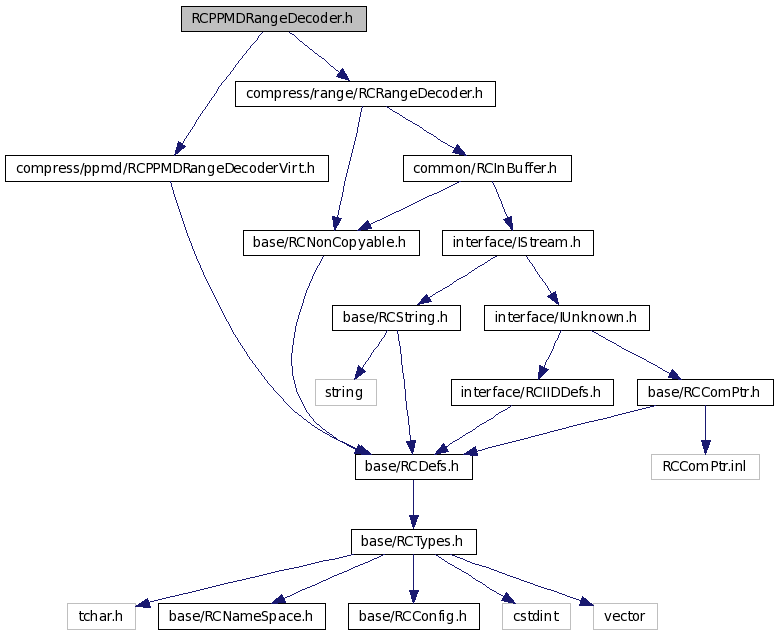 RCPPMDRangeDecoder.h
compress/range/RCRangeDecoder.h
compress/ppmd/RCPPMDRangeDecoderVirt.h
common/RCInBuffer.h
base/RCNonCopyable.h
interface/IStream.h
base/RCString.h
interface/IUnknown.h
string
interface/RCIIDDefs.h
base/RCComPtr.h
base/RCDefs.h
RCComPtr.inl
base/RCTypes.h
tchar.h
base/RCNameSpace.h
base/RCConfig.h
cstdint
vector